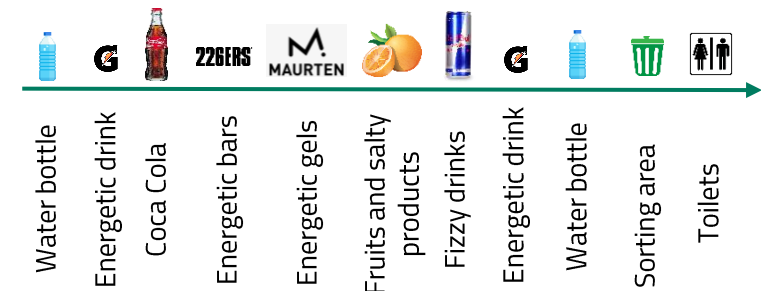 226ERS
MAURTEN
Water bottle
Energetic drink
Coca Cola
Energetic bars
Energetic gels
Fruits and salty
products
Fizzy drinks
Energetic drink
Water bottle
Sorting area
Toilets